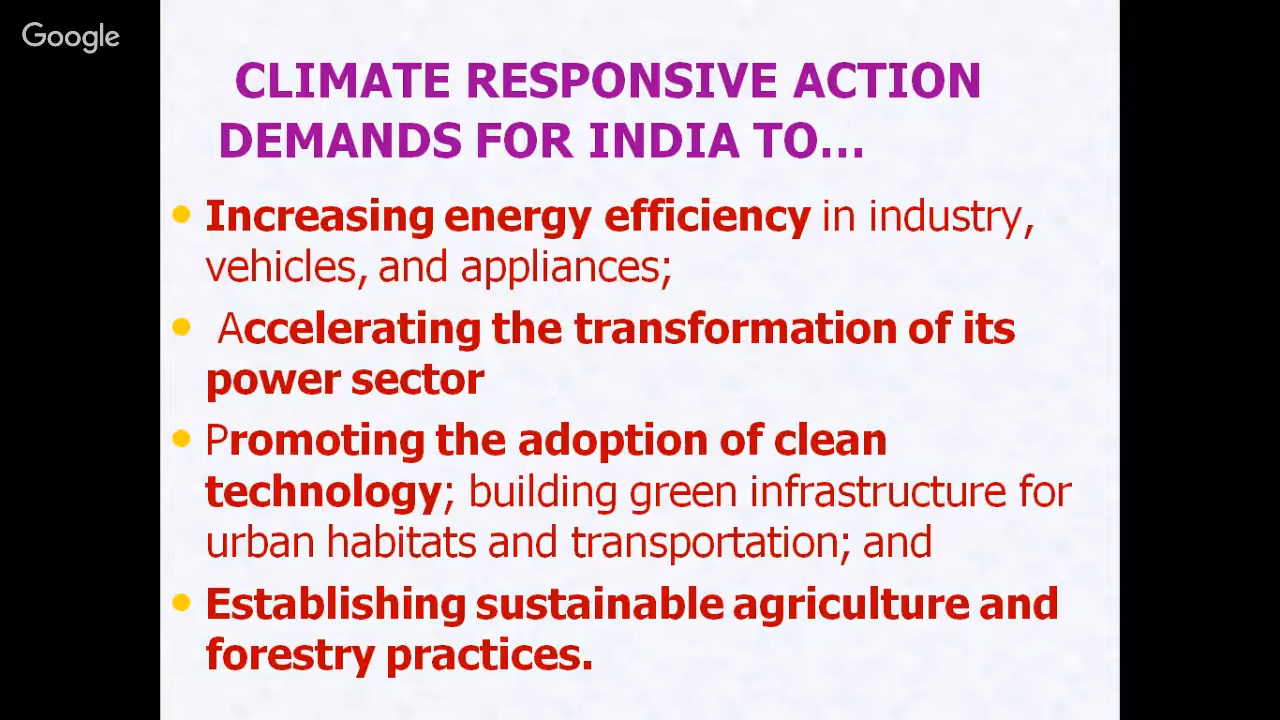 Google
CLIMATE RESPONSIVE ACTION
DEMANDS FOR INDIA TO...
• Increasing energy efficiency in industry,
vehicles, and appliances;
• Accelerating the transformation of its
power sector
• Promoting the adoption of clean
technology; building green infrastructure for
urban habitats and transportation; and
• Establishing sustainable agriculture and
forestry practices.